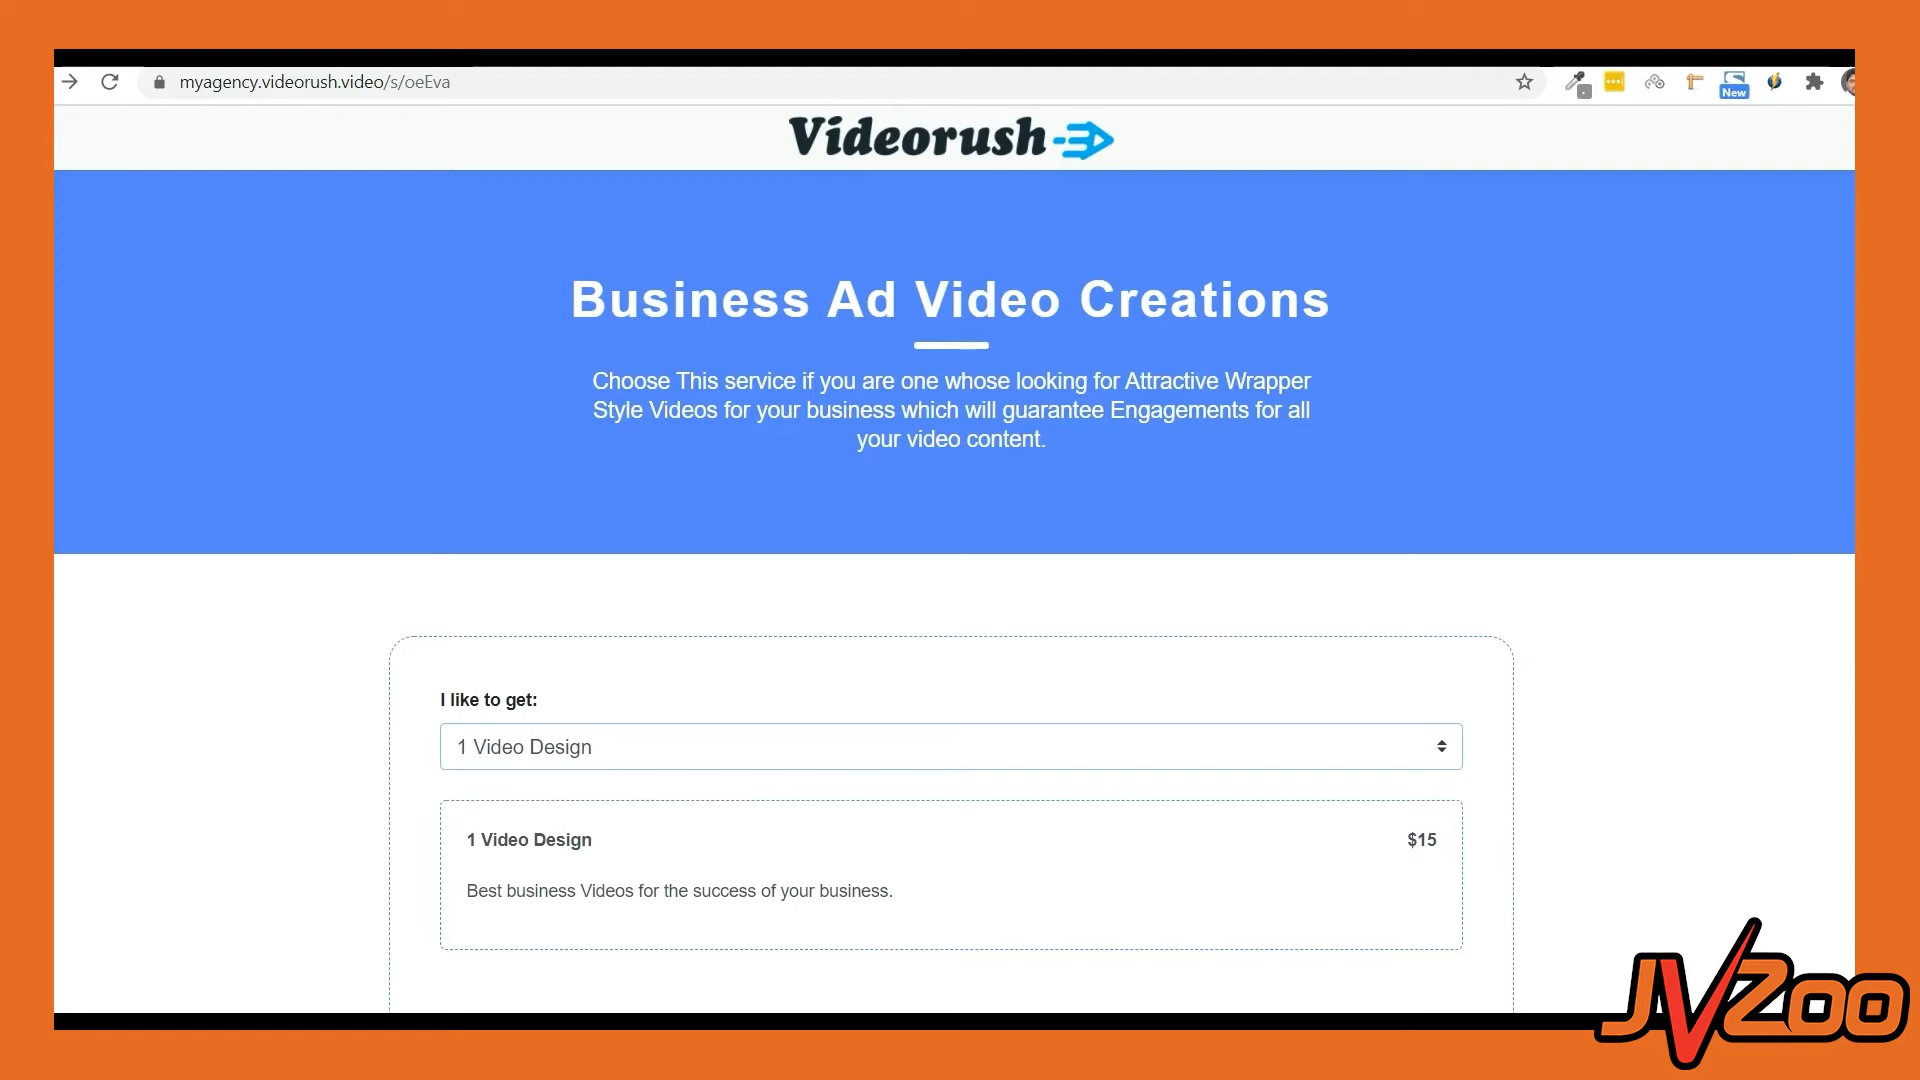 myagency.videorush.video/s/oeEva
New
Videorush
Business Ad Video Creations
Choose This service if you are one whose looking for Attractive Wrapper
Style Videos for your business which will guarantee Engagements for all
your video content.
I like to get:
1 Video Design
1 Video Design $15
Best business Videos for the success of your business.
JVZoo